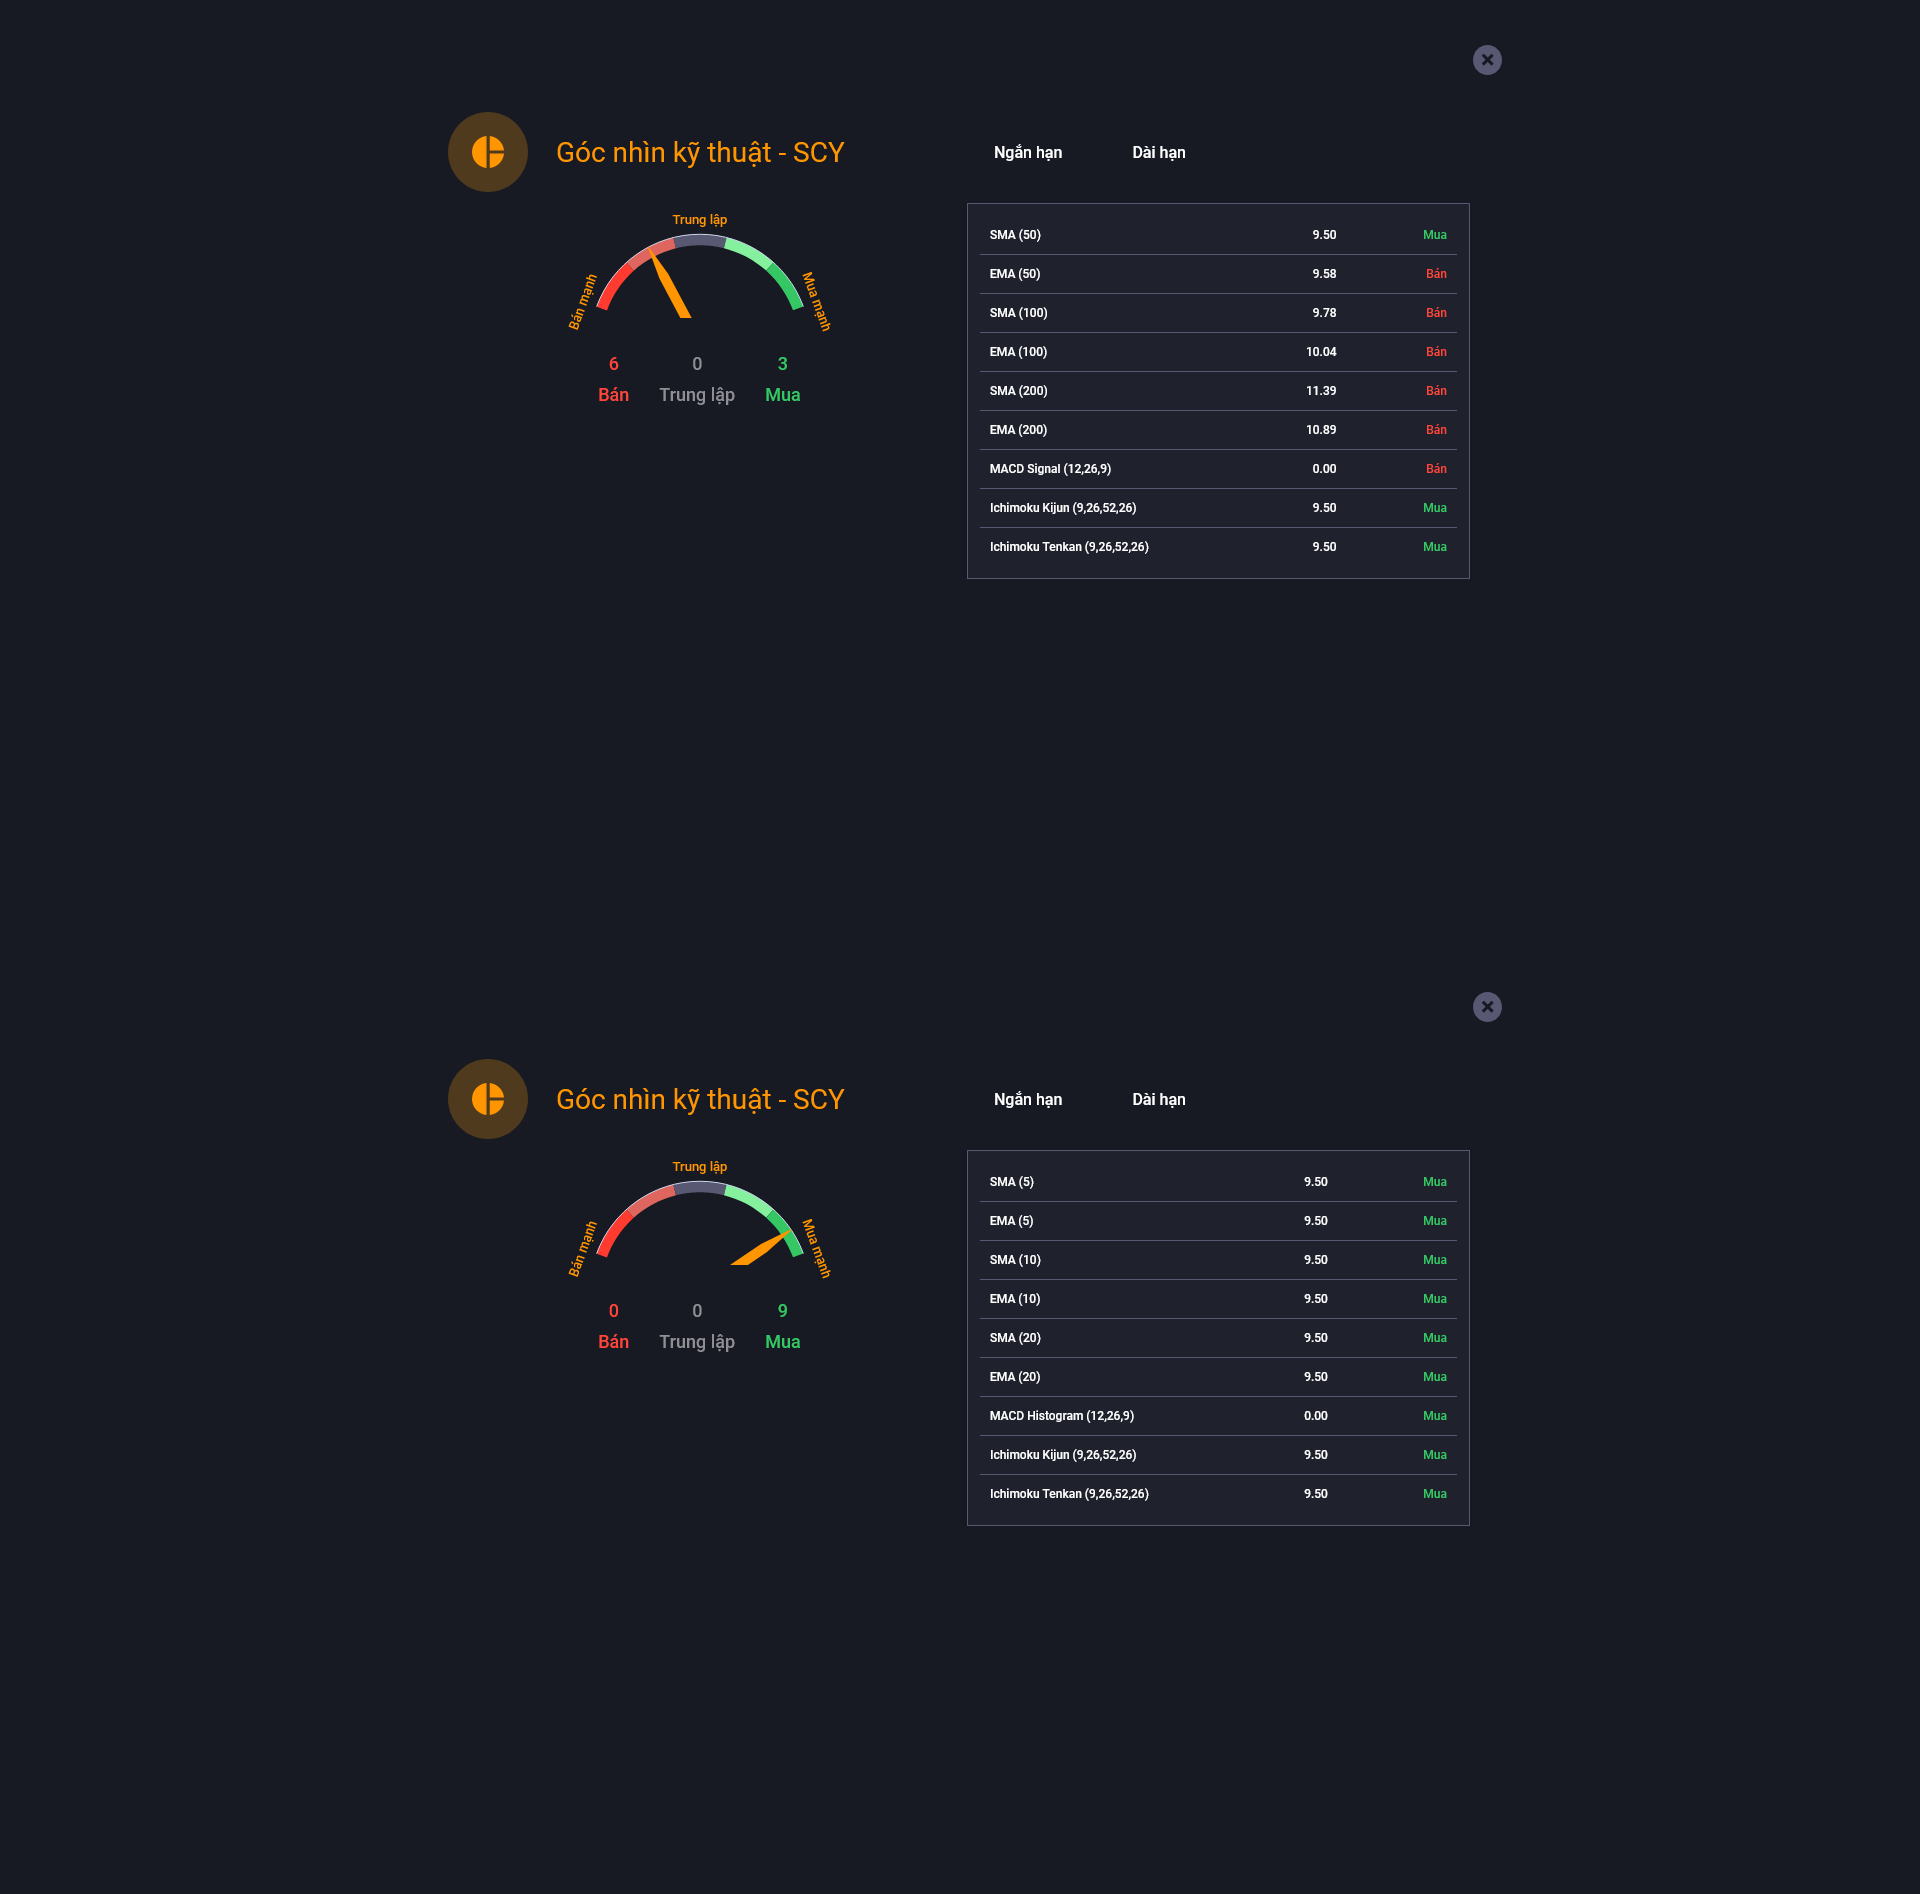 Góc nhìn kỹ thuật - SCY
Ngắn hạn Dài hạn
Trung lập
Bán mạnh
Mua mạnh
6 0 3
Bán Trung lập Mua
SMA (50) 9.50 Mua
EMA (50) 9.58 Bán
SMA (100) 9.78 Bán
EMA (100) 10.04 Bán
SMA (200) 11.39 Bán
EMA (200) 10.89 Bán
MACD Signal (12,26,9) 0.00 Bán
Ichimoku Kijun (9,26,52,26) 9.50 Mua
Ichimoku Tenkan (9,26,52,26) 9.50 Mua
Góc nhìn kỹ thuật - SCY
Ngắn hạn Dài hạn
Trung lập
Bán mạnh
Mua mạnh
0 0 9
Bán Trung lập Mua
SMA (5) 9.50 Mua
EMA (5) 9.50 Mua
SMA (10) 9.50 Mua
EMA (10) 9.50 Mua
SMA (20) 9.50 Mua
EMA (20) 9.50 Mua
MACD Histogram (12,26,9) 0.00 Mua
Ichimoku Kijun (9,26,52,26) 9.50 Mua
Ichimoku Tenkan (9,26,52,26) 9.50 Mua